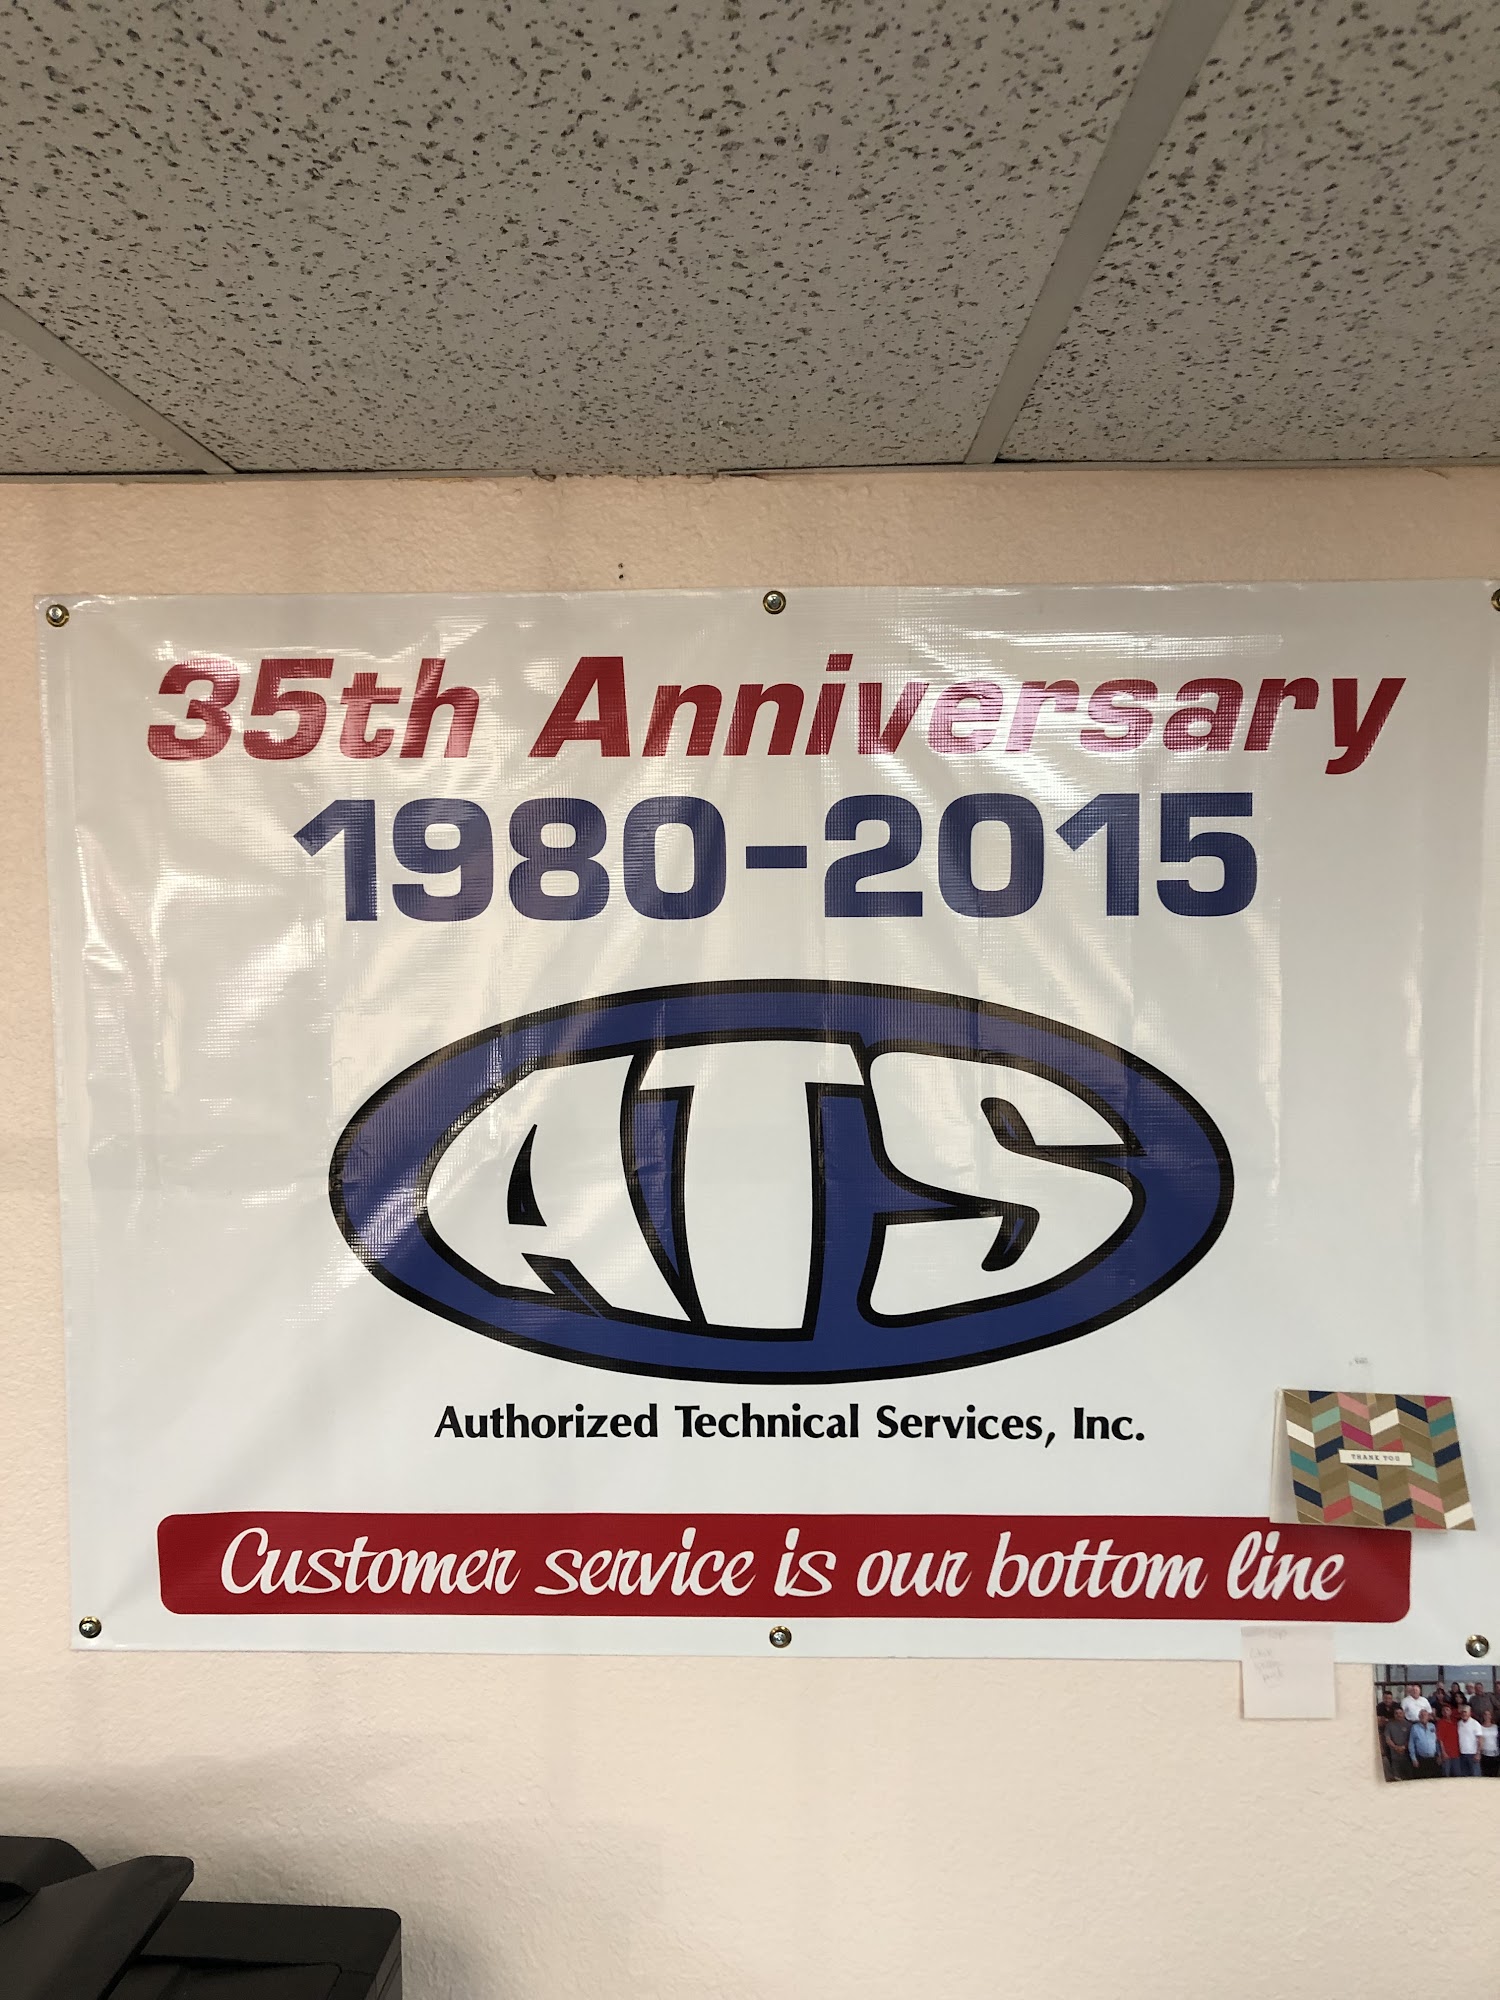 35th Anniversary
1980-2015
ATS
Authorized Technical Services, Inc.
THANK YOU
Customer service is our bottom line